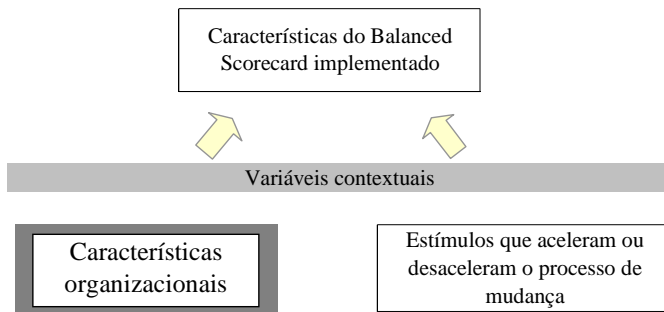 Características do Balanced
Scorecard implementado
Variáveis contextuais
Características
organizacionais
Estímulos que aceleram ou
desaceleram o processo de
mudança